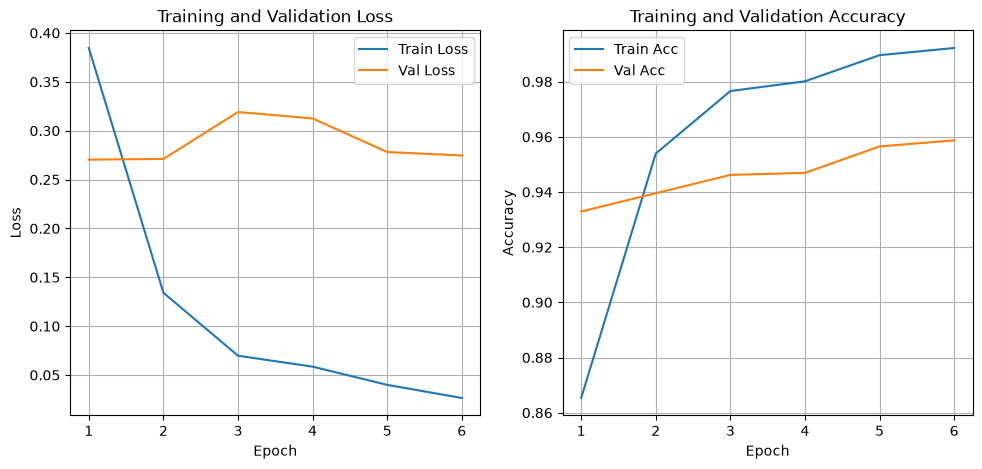 Training and Validation Loss
0.40
0.35
0.30
0.25
0.20
0.15
0.10
0.05
Loss
1 2 3 4 5 6
Epoch
Train Loss
Val Loss
Training and Validation Accuracy
0.98
0.96
0.94
0.92
0.90
0.88
0.86
Accuracy
1 2 3 4 5 6
Epoch
Train Acc
Val Acc